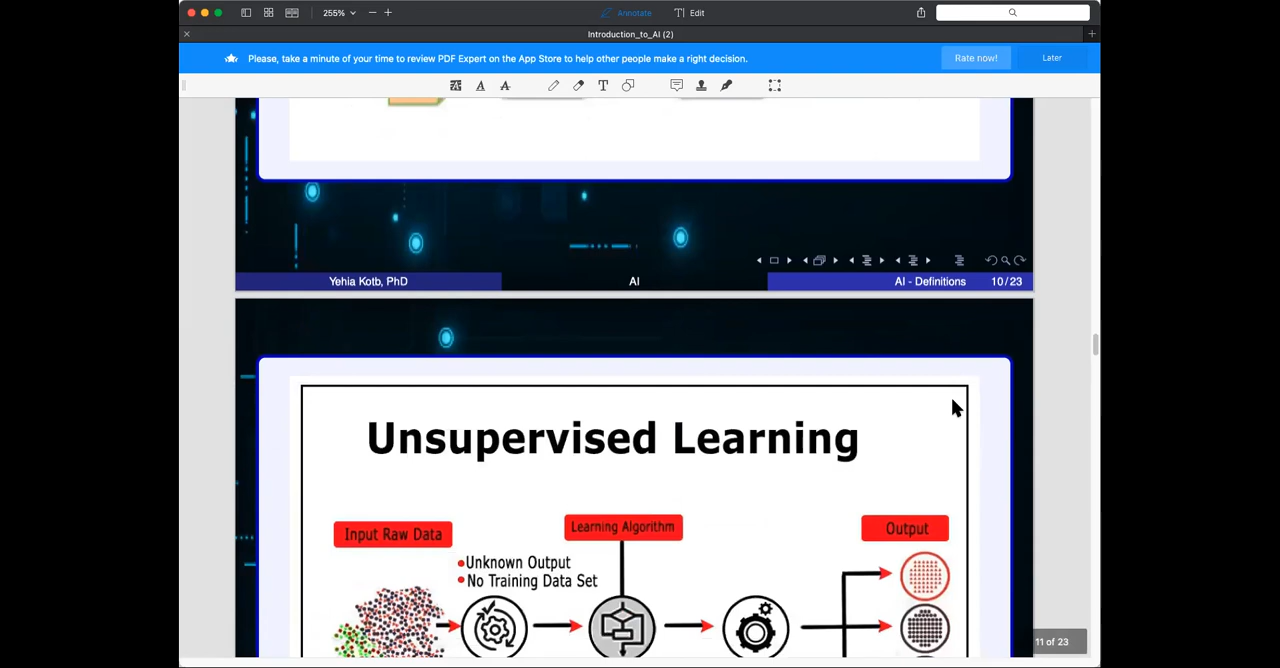 255%
Annotate
Edit
Introduction_to_AI (2)
Please, take a minute of your time to review PDF Expert on the App Store to help other people make a right decision.
Rate now!
Later
Yehia Kotb, PhD
AI
AI - Definitions
10/23
Unsupervised Learning
Input Raw Data
Learning Algorithm
Output
Unknown Output
No Training Data Set
11 of 23